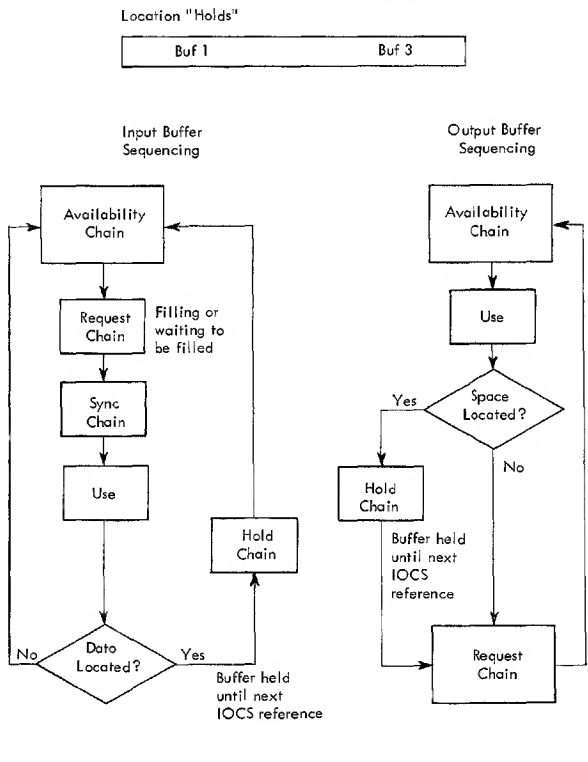 Location "Holds"
Buf 1
Buf 3
Input Buffer
Sequencing
Availability
Chain
Request
Chain
Filling or
waiting to
be filled
Sync
Chain
Use
Hold
Chain
Dato
Located?
No
Yes
Buffer held
until next
IOCS reference
Output Buffer
Sequencing
Availability
Chain
Use
Space
Located?
Yes
No
Hold
Chain
Buffer held
until next
IOCS
reference
Request
Chain